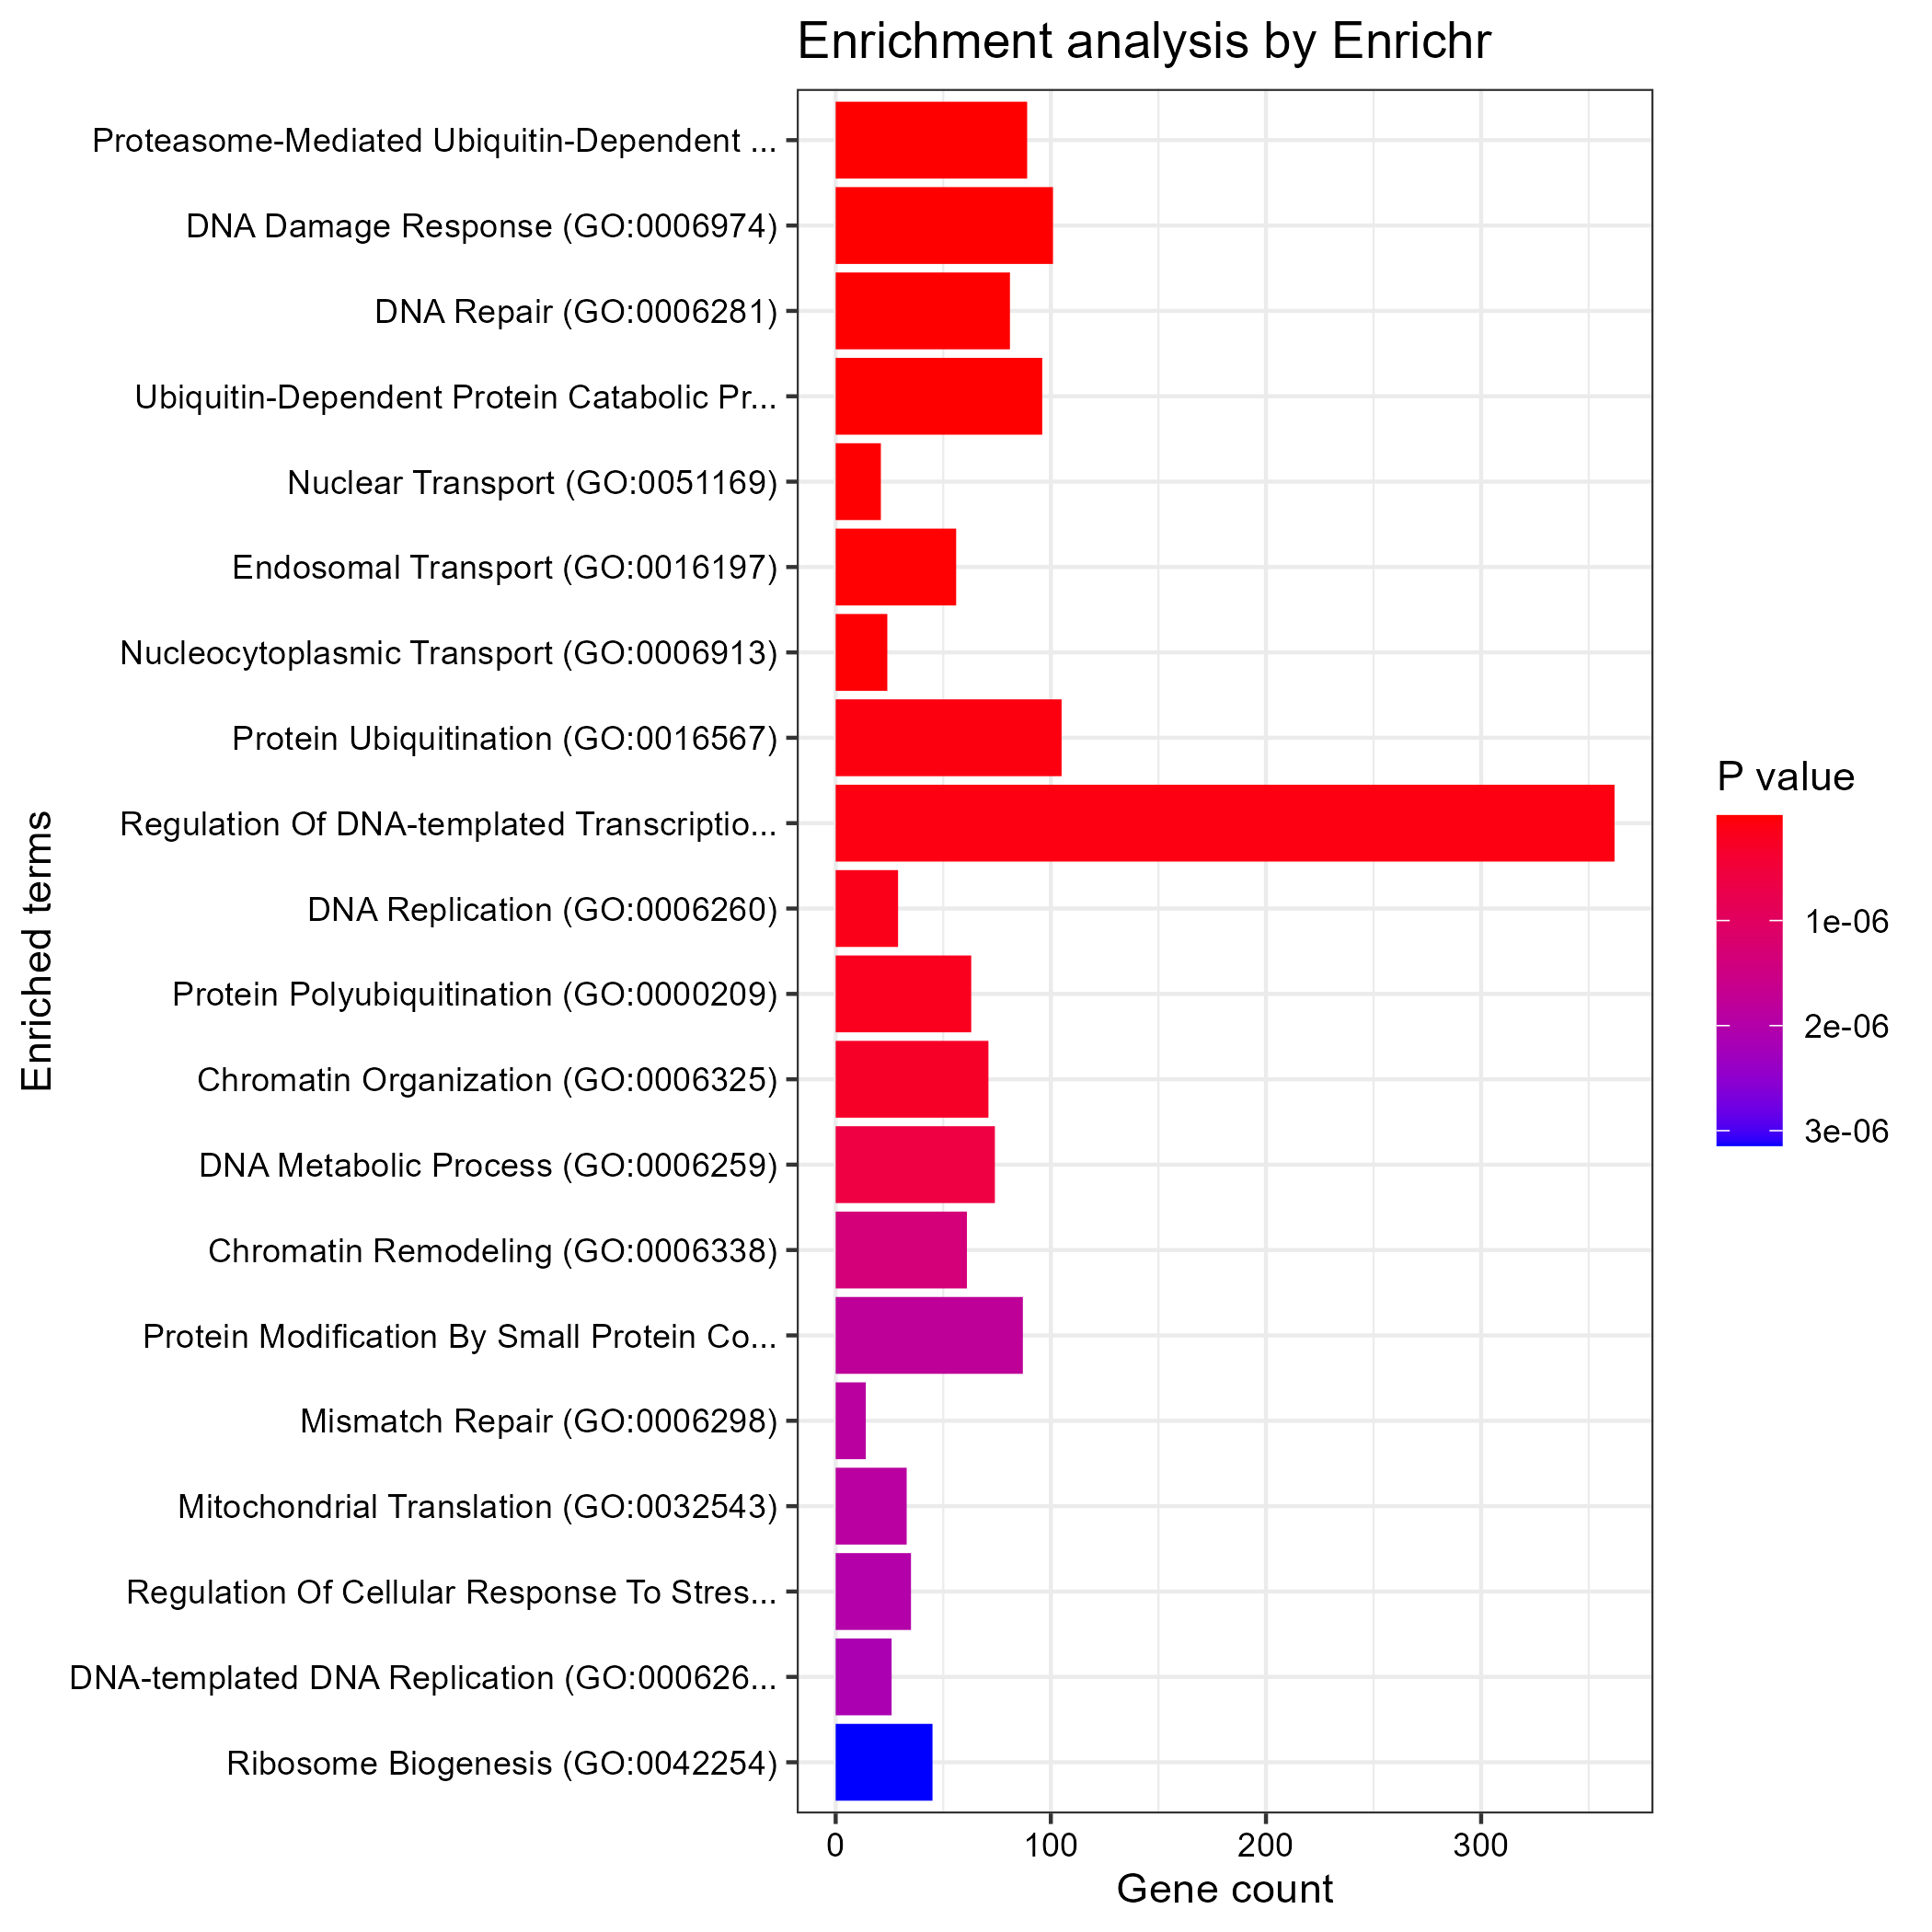 Enrichment analysis by Enrichr
Proteasome-Mediated Ubiquitin-Dependent ...
DNA Damage Response (GO:0006974)
DNA Repair (GO:0006281)
Ubiquitin-Dependent Protein Catabolic Pr...
Nuclear Transport (GO:0051169)
Endosomal Transport (GO:0016197)
Nucleocytoplasmic Transport (GO:0006913)
Protein Ubiquitination (GO:0016567)
Regulation Of DNA-templated Transcriptio...
DNA Replication (GO:0006260)
Protein Polyubiquitination (GO:0000209)
Chromatin Organization (GO:0006325)
DNA Metabolic Process (GO:0006259)
Chromatin Remodeling (GO:0006338)
Protein Modification By Small Protein Co...
Mismatch Repair (GO:0006298)
Mitochondrial Translation (GO:0032543)
Regulation Of Cellular Response To Stres...
DNA-templated DNA Replication (GO:000626...
Ribosome Biogenesis (GO:0042254)
Enriched terms
0 100 200 300
Gene count
P value
1e-06
2e-06
3e-06